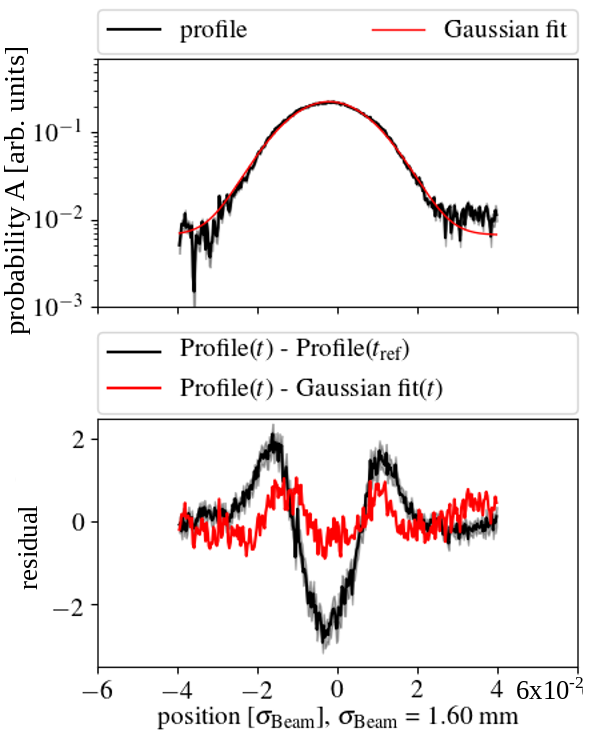 profile Gaussian fit
probability A [arb. units]
10⁻¹
10⁻²
10⁻³
Profile(t) - Profile(t_ref)
Profile(t) - Gaussian fit(t)
residual
2
0
−2
−6 −4 −2 0 2 4 6x10⁻²
position [σ_Beam], σ_Beam = 1.60 mm